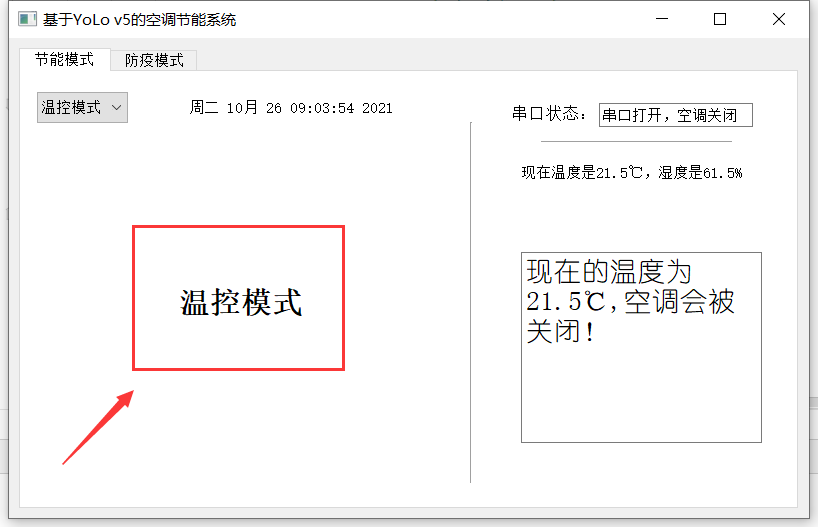 基于YoLo v5的空调节能系统
节能模式 防疫模式
温控模式
周二 10月 26 09:03:54 2021
串口状态： 串口打开，空调关闭
现在温度是21.5℃，湿度是61.5%
温控模式
现在的温度为
21.5℃,空调会被
关闭！